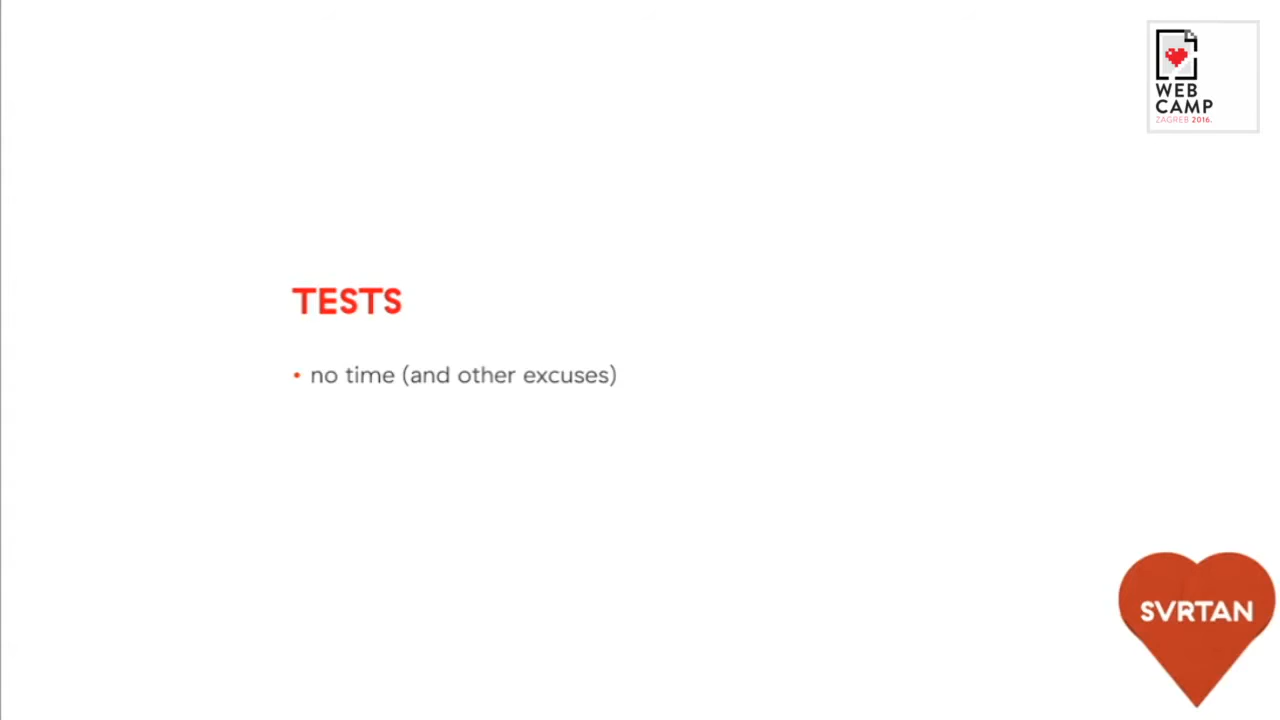 WEB
CAMP
ZAGREB 2016.
TESTS
• no time (and other excuses)
SVRTAN